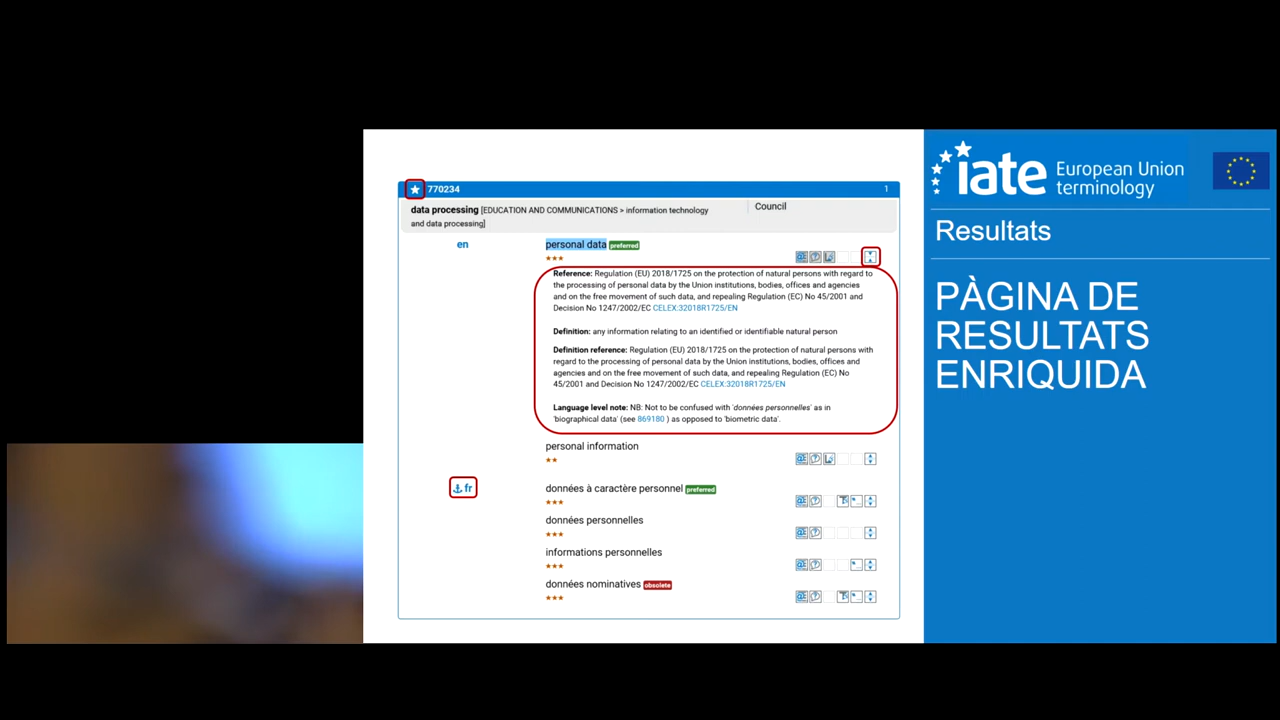 770234
1
data processing [EDUCATION AND COMMUNICATIONS > information technology
and data processing]
Council
en
personal data preferred
Reference: Regulation (EU) 2018/1725 on the protection of natural persons with regard to
the processing of personal data by the Union institutions, bodies, offices and agencies
and on the free movement of such data, and repealing Regulation (EC) No 45/2001 and
Decision No 1247/2002/EC CELEX:32018R1725/EN
Definition: any information relating to an identified or identifiable natural person
Definition reference: Regulation (EU) 2018/1725 on the protection of natural persons with
regard to the processing of personal data by the Union institutions, bodies, offices and
agencies and on the free movement of such data, and repealing Regulation (EC) No
45/2001 and Decision No 1247/2002/EC CELEX:32018R1725/EN
Language level note: NB: Not to be confused with 'données personnelles' as in
'biographical data' (see 869180 ) as opposed to 'biometric data'.
personal information
fr
données à caractère personnel preferred
données personnelles
informations personnelles
données nominatives obsolete
iate European Union
terminology
Resultats
PÀGINA DE
RESULTATS
ENRIQUIDA